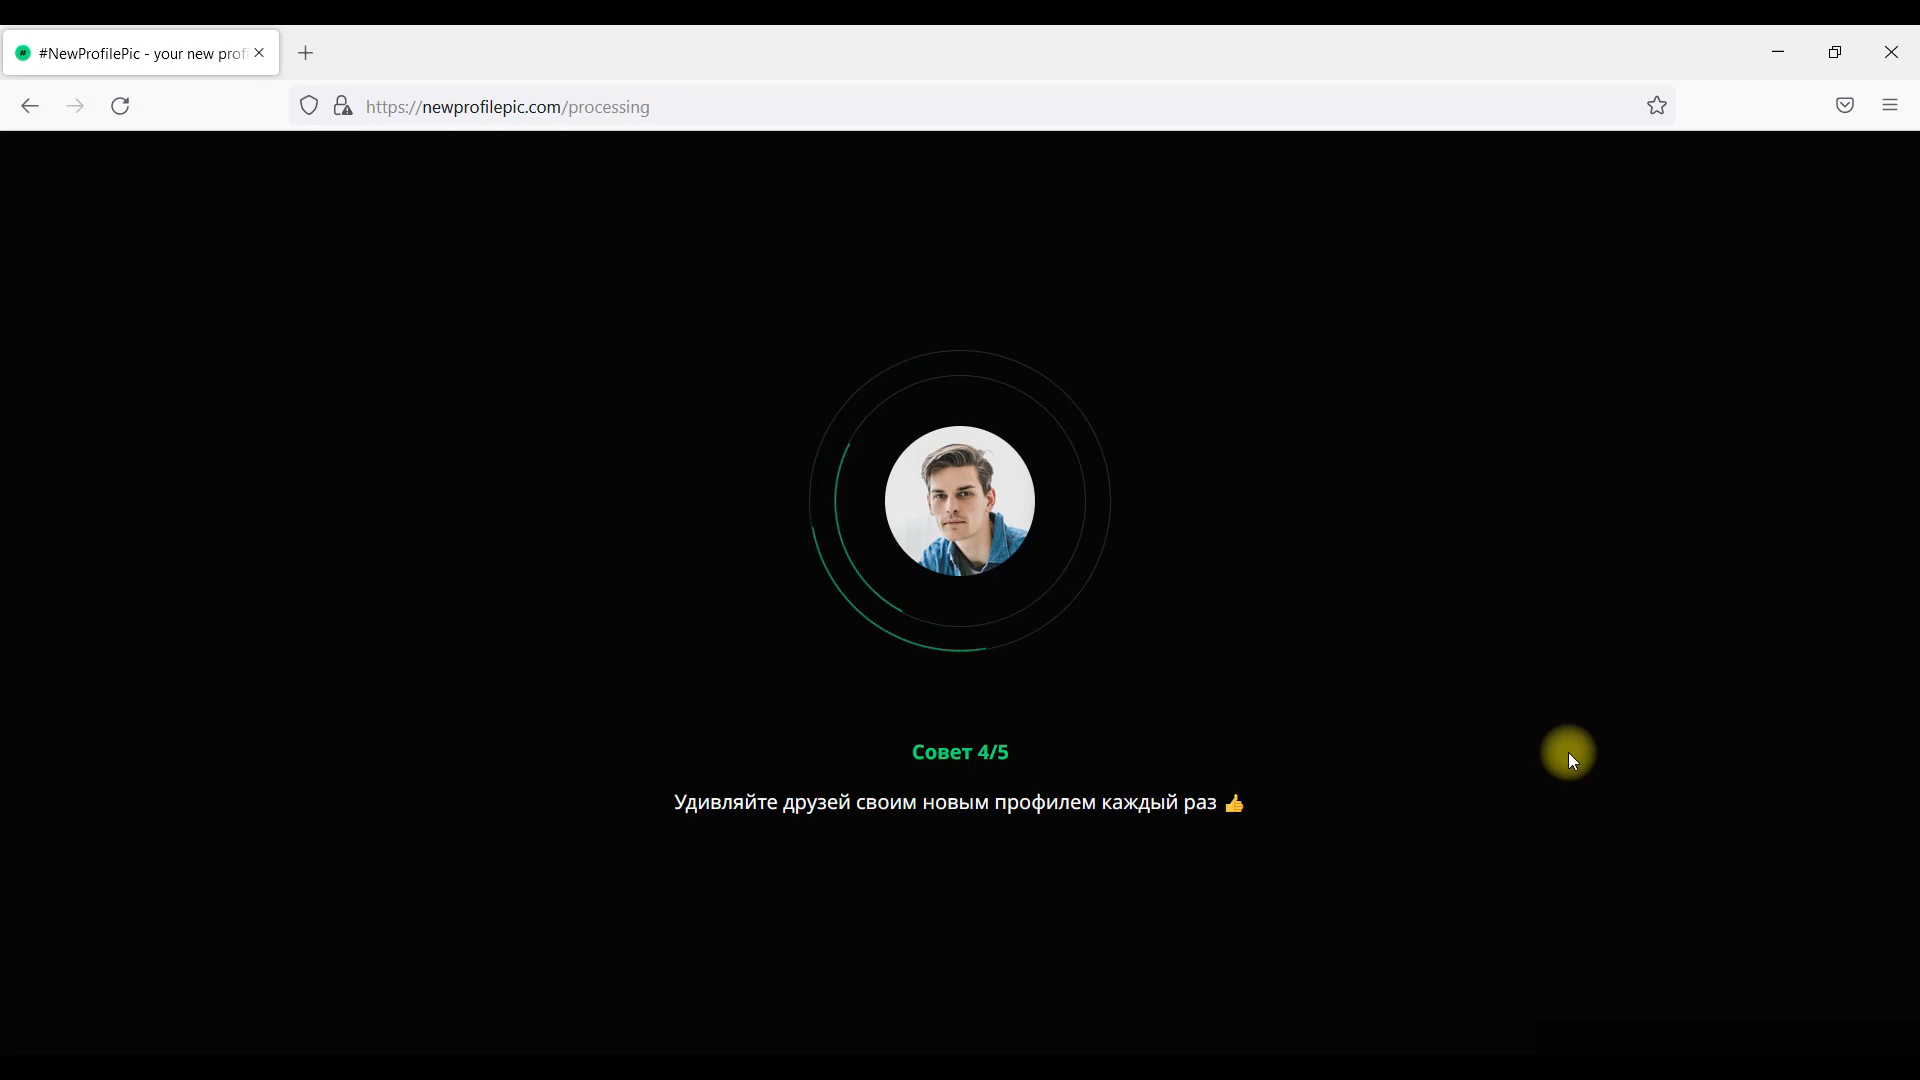 #NewProfilePic - your new prof
https://newprofilepic.com/processing
Совет 4/5
Удивляйте друзей своим новым профилем каждый раз 👍